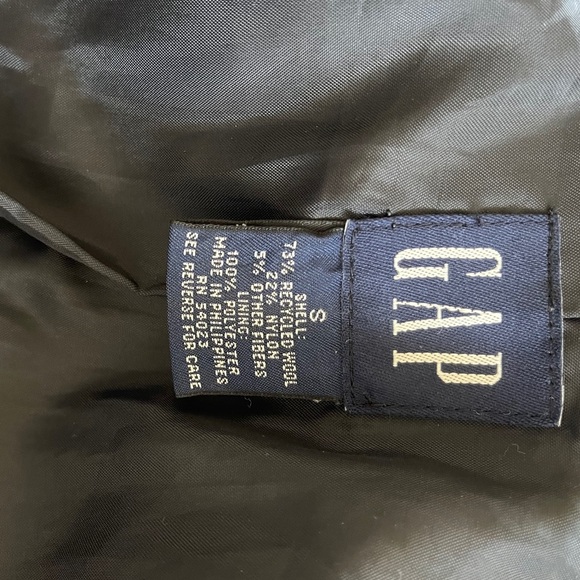 GAP
S
SHELL:
73% RECYCLED WOOL
22% NYLON
5% OTHER FIBERS
LINING:
100% POLYESTER
MADE IN PHILIPPINES
RN 54023
SEE REVERSE FOR CARE